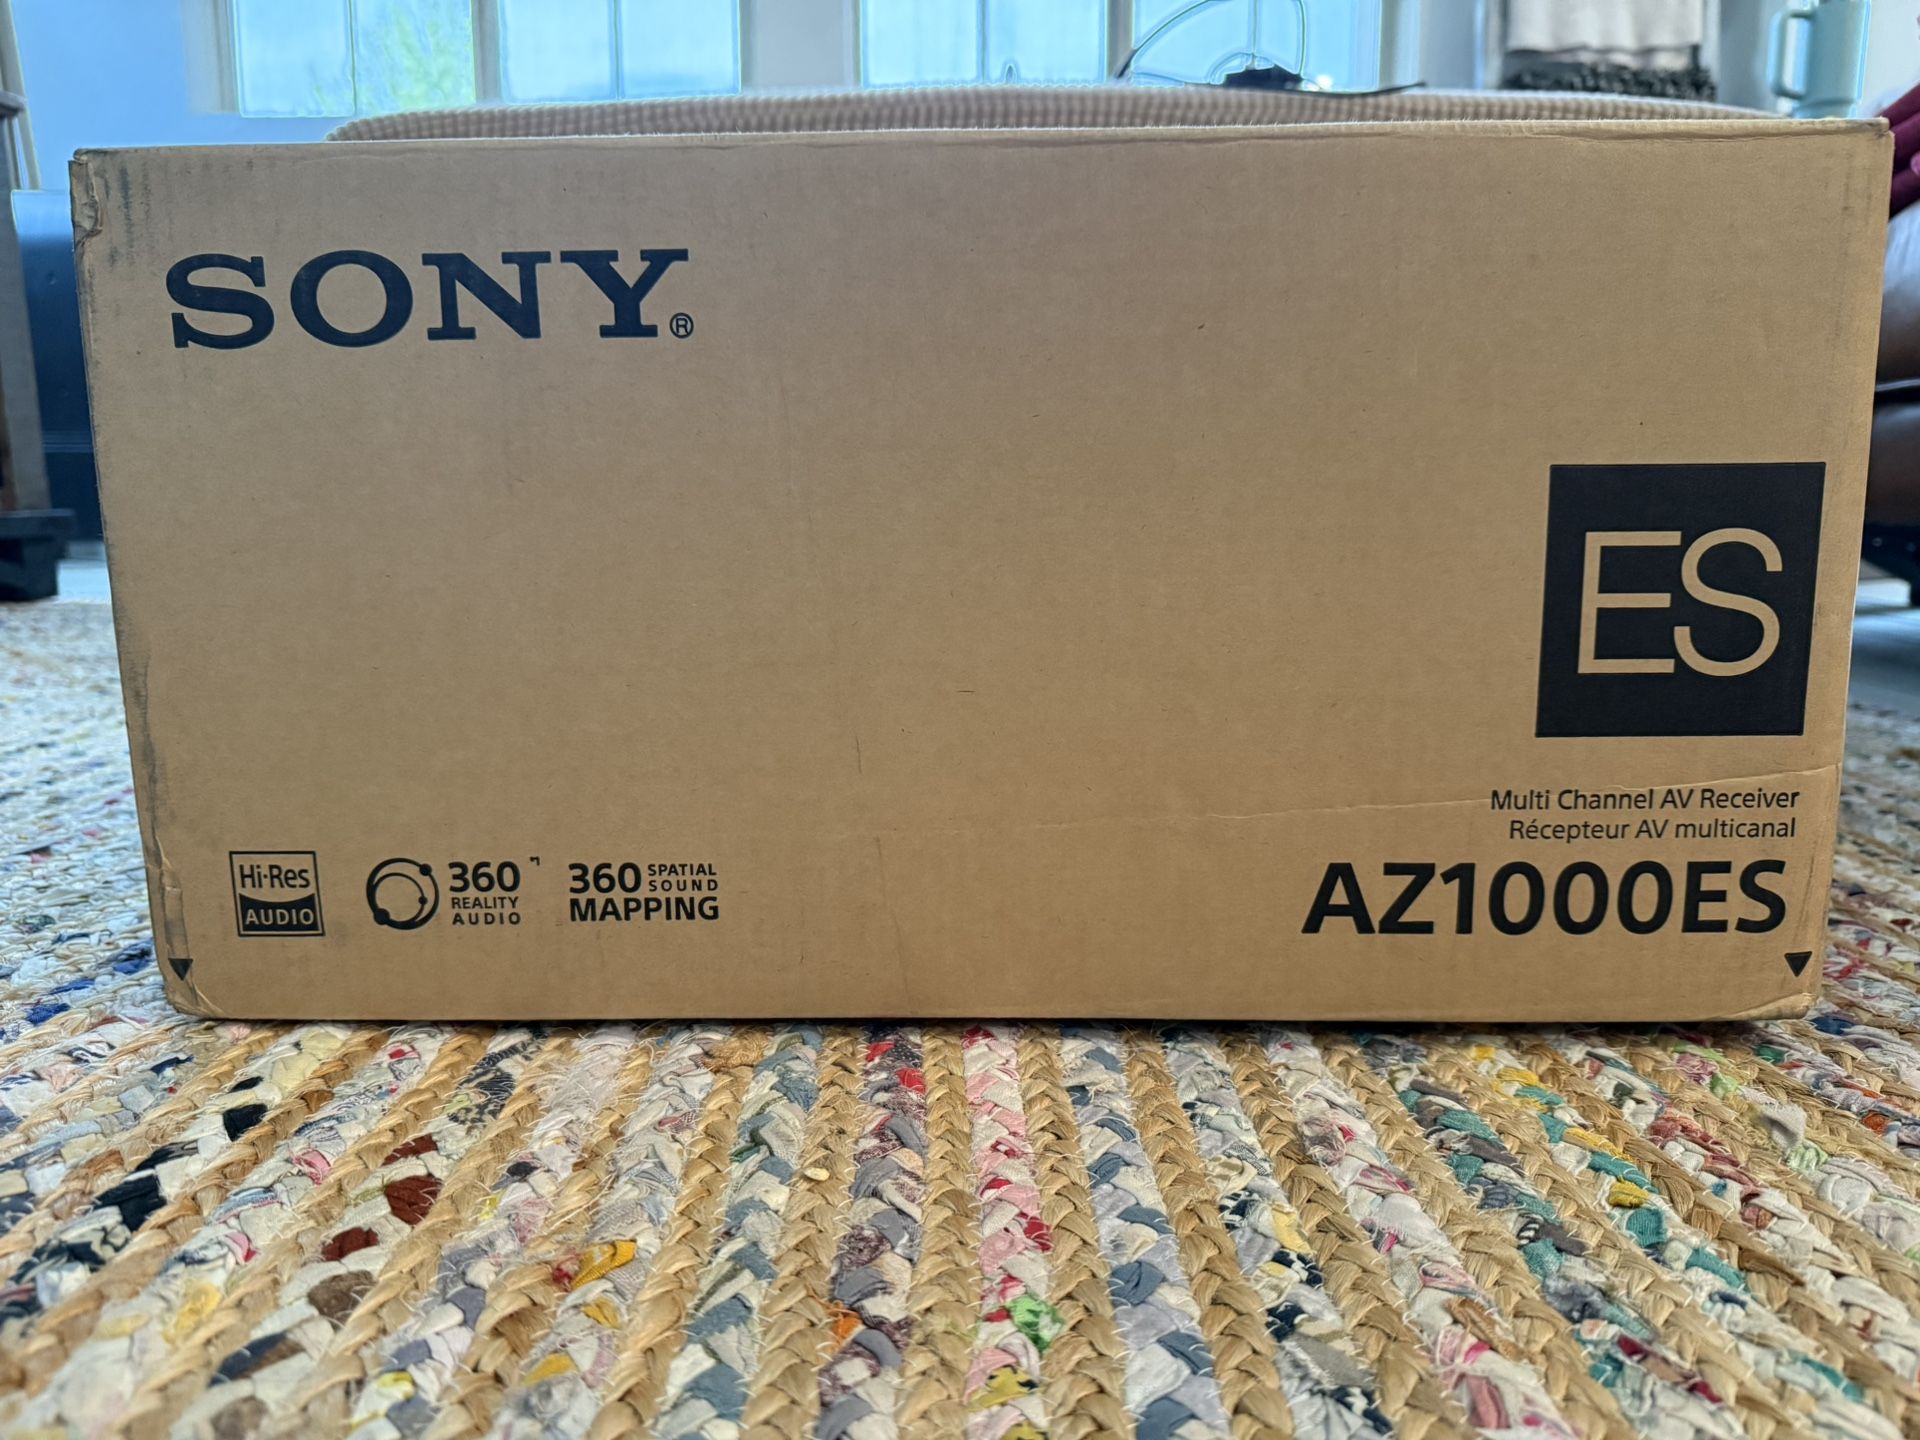 SONY®
ES
Multi Channel AV Receiver
Récepteur AV multicanal
AZ1000ES
Hi-Res
AUDIO
360
REALITY
AUDIO
360 SPATIAL
SOUND
MAPPING